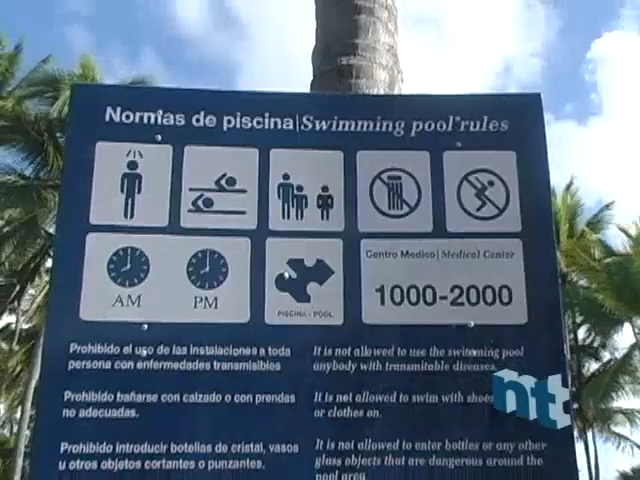 Normas de piscina | Swimming pool rules
AM
PM
PISCINA - POOL
Centro Medico | Medical Center
1000-2000
Prohibido el uso de las instalaciones a toda
persona con enfermedades transmisibles
It is not allowed to use the swimming pool
anybody with transmitable diseases.
Prohibido bañarse con calzado o con prendas
no adecuadas.
It is not allowed to swim with shoes
or clothes on.
Prohibido introducir botellas de cristal, vasos
u otros objetos cortantes o punzantes.
It is not allowed to enter bottles or any other
glass objects that are dangerous around the
pool area
nt